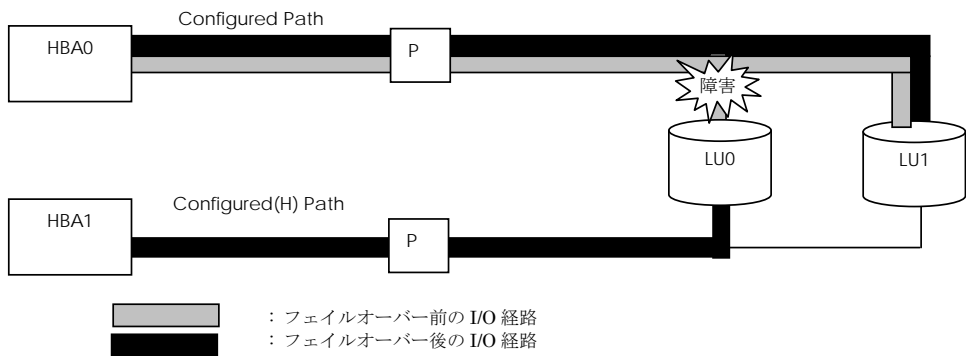 Configured Path
HBA0
P
障害
LU0
LU1
Configured(H) Path
HBA1
P
：フェイルオーバー前の I/O 経路
：フェイルオーバー後の I/O 経路